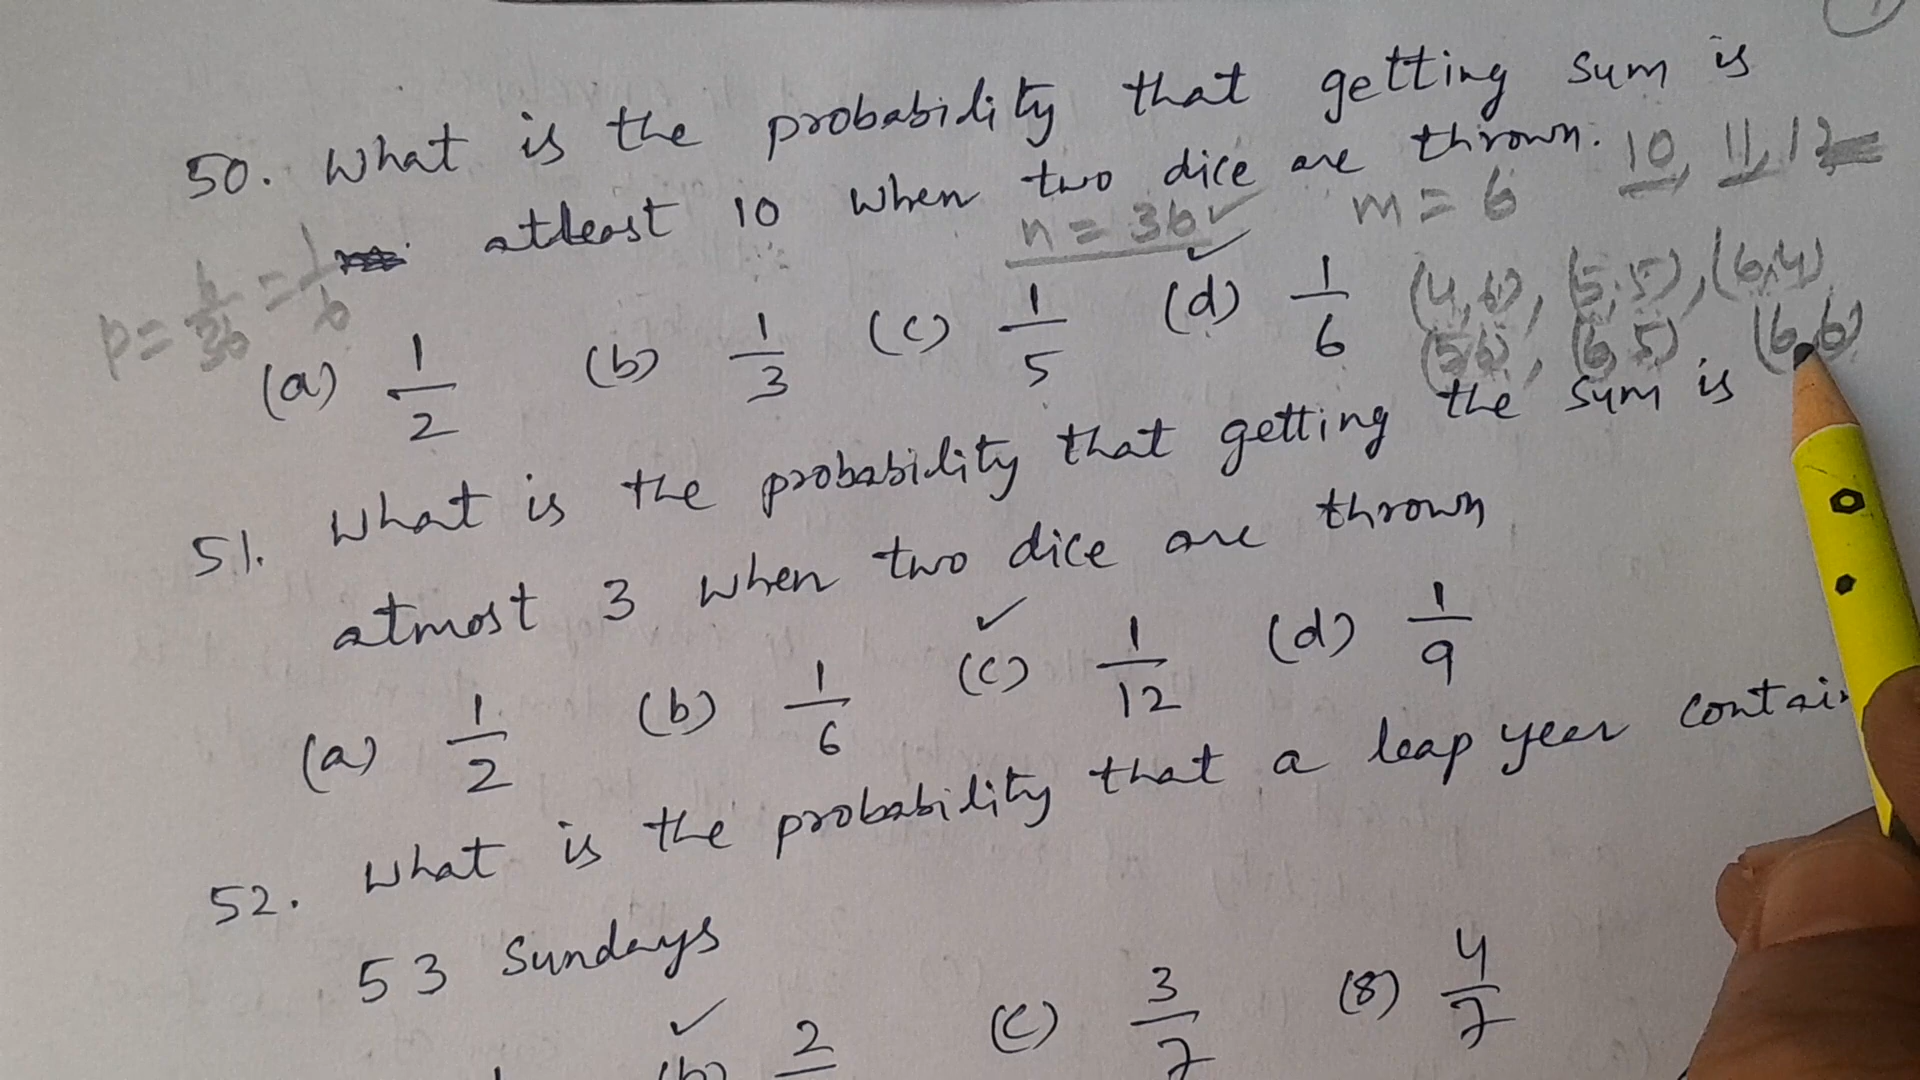 50. What is the probability that getting sum is
atleast 10 when two dice are thrown. 10, 11, 12
n = 36 ✓ m = 6
p = 6/36 = 1/6
(a) 1/2 (b) 1/3 (c) 1/5 (d) ✓ 1/6
(4,6), (5,5), (6,4)
(5,6), (6,5) (6,6)
51. What is the probability that getting the sum is
atmost 3 when two dice are thrown
(a) 1/2 (b) 1/6 (c) ✓ 1/12 (d) 1/9
52. What is the probability that a leap year contain
53 Sundays
(b) ✓ 2 (c) 3/7 (8) 4/7